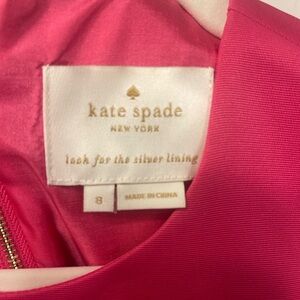 kate spade
NEW YORK
look for the silver lining
8
MADE IN CHINA